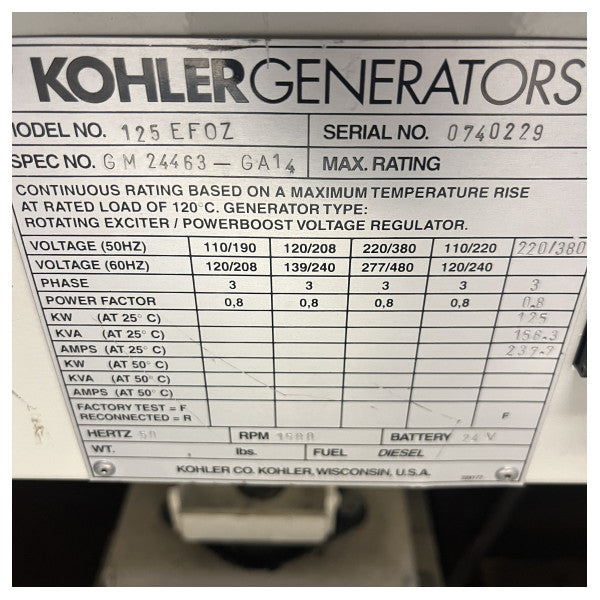 KOHLER GENERATORS
MODEL NO. 125 EFOZ SERIAL NO. 0740229
SPEC NO. GM 24463-GA14 MAX. RATING
CONTINUOUS RATING BASED ON A MAXIMUM TEMPERATURE RISE
AT RATED LOAD OF 120°C. GENERATOR TYPE:
ROTATING EXCITER / POWERBOOST VOLTAGE REGULATOR.
VOLTAGE (50HZ) 110/190 120/208 220/380 110/220 220/380
VOLTAGE (60HZ) 120/208 139/240 277/480 120/240
PHASE 3 3 3 3 3
POWER FACTOR 0,8 0,8 0,8 0,8 0.8
KW (AT 25° C) 125
KVA (AT 25° C) 156.3
AMPS (AT 25° C) 237.7
KW (AT 50° C)
KVA (AT 50° C)
AMPS (AT 50° C)
FACTORY TEST = F
RECONNECTED = R F
HERTZ 50 RPM BATTERY 24 V
WT. lbs. FUEL DIESEL
KOHLER CO. KOHLER, WISCONSIN, U.S.A.